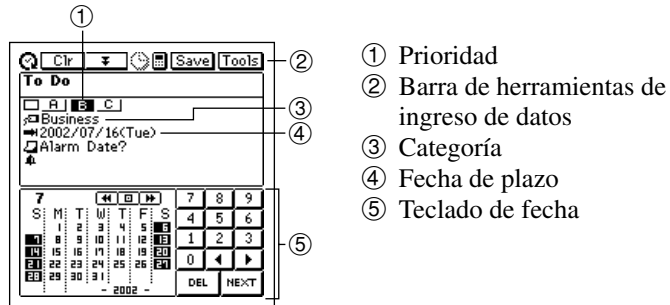 ①
Clr Save Tools ②
To Do
A B C
Business ③
2002/07/16(Tue) ④
Alarm Date?
7
S M T W T F S
1 2 3 4 5 6
7 8 9 10 11 12 13
14 15 16 17 18 19 20
21 22 23 24 25 26 27
28 29 30 31
- 2002 -
7 8 9
4 5 6
1 2 3
0
DEL NEXT
⑤
① Prioridad
② Barra de herramientas de
ingreso de datos
③ Categoría
④ Fecha de plazo
⑤ Teclado de fecha